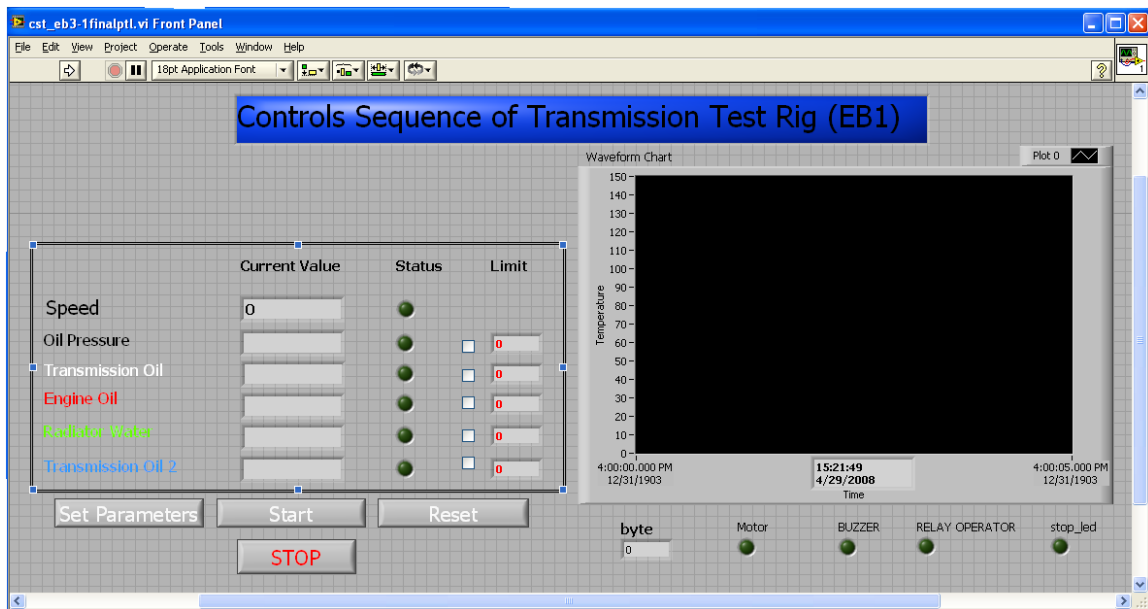 cst_eb3-1finalptl.vi Front Panel
File Edit View Project Operate Tools Window Help
18pt Application Font
1
Controls Sequence of Transmission Test Rig (EB1)
Waveform Chart
Plot 0
150
140
130
120
110
100
90
80
70
60
50
40
30
20
10
0
Temperature
4:00:00.000 PM
12/31/1903
15:21:49
4/29/2008
4:00:05.000 PM
12/31/1903
Time
Current Value Status Limit
Speed 0
Oil Pressure 0
Transmission Oil 0
Engine Oil 0
Radiator Water 0
Transmission Oil 2 0
Set Parameters Start Reset
STOP
byte
0
Motor BUZZER RELAY OPERATOR stop_led